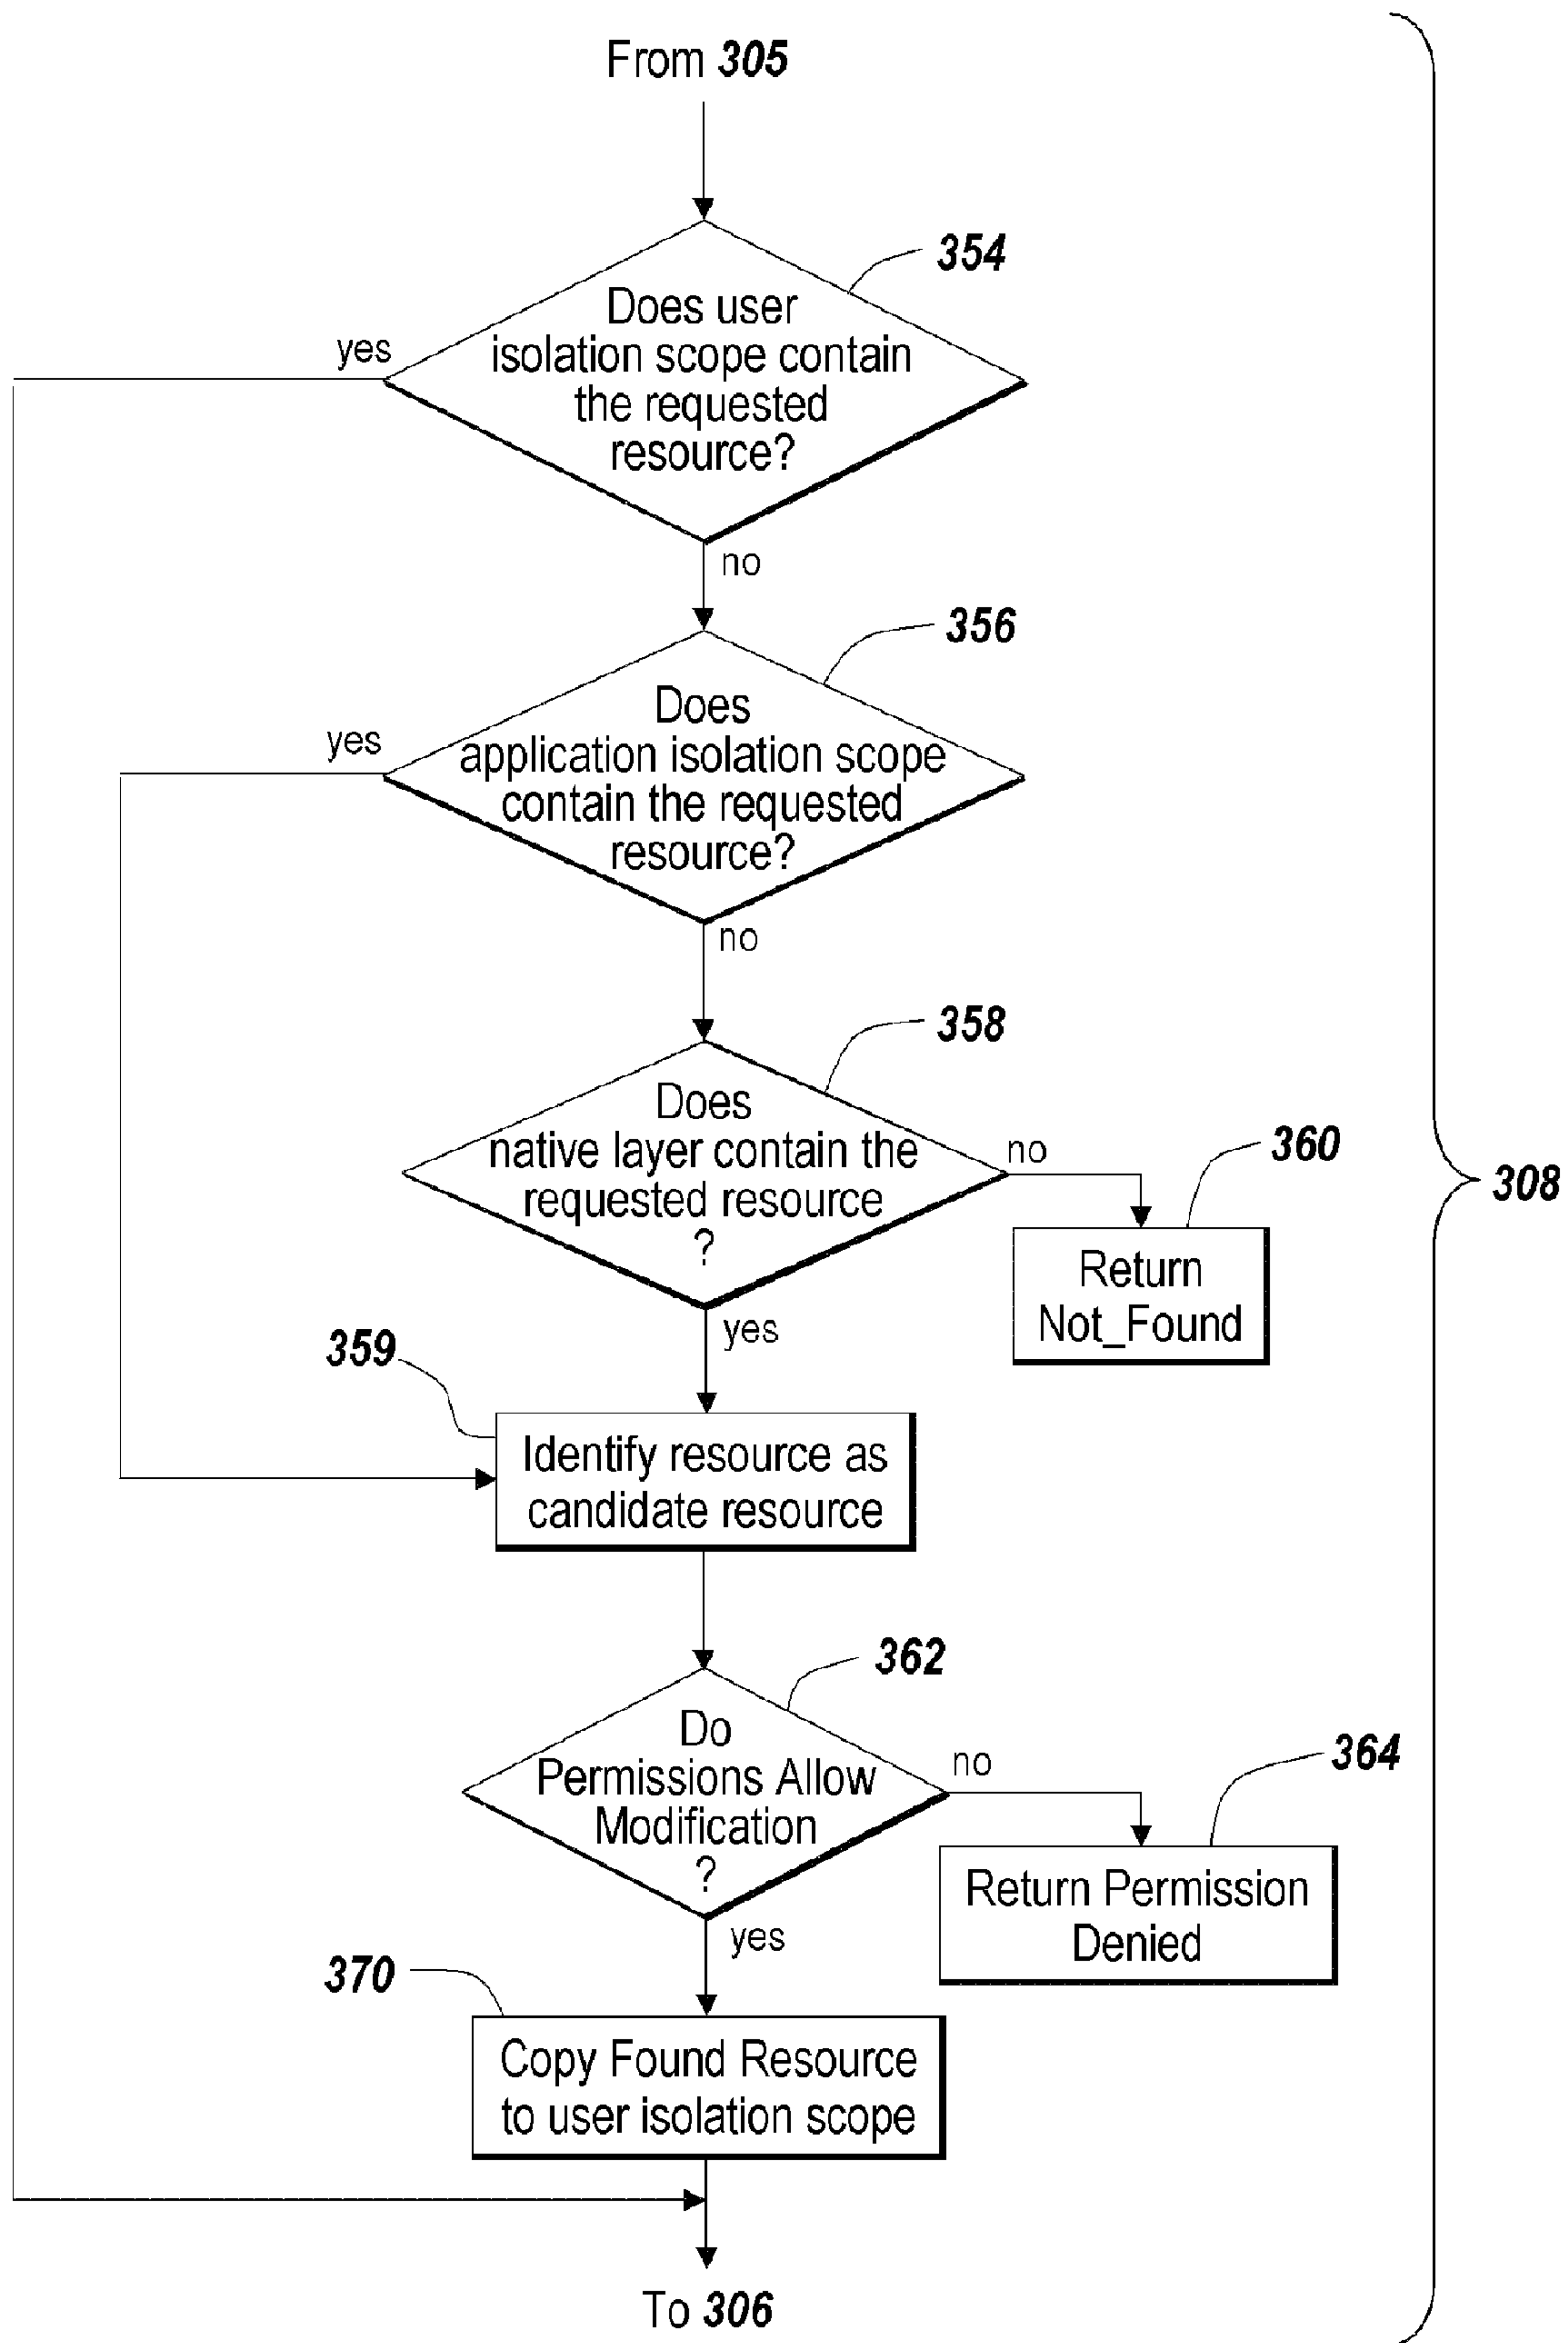 From 305
354
Does user
isolation scope contain
the requested
resource?
yes
no
356
Does
application isolation scope
contain the requested
resource?
yes
no
358
Does
native layer contain the
requested resource
?
no
360
Return
Not_Found
308
yes
359
Identify resource as
candidate resource
362
Do
Permissions Allow
Modification
?
no
364
Return Permission
Denied
yes
370
Copy Found Resource
to user isolation scope
To 306